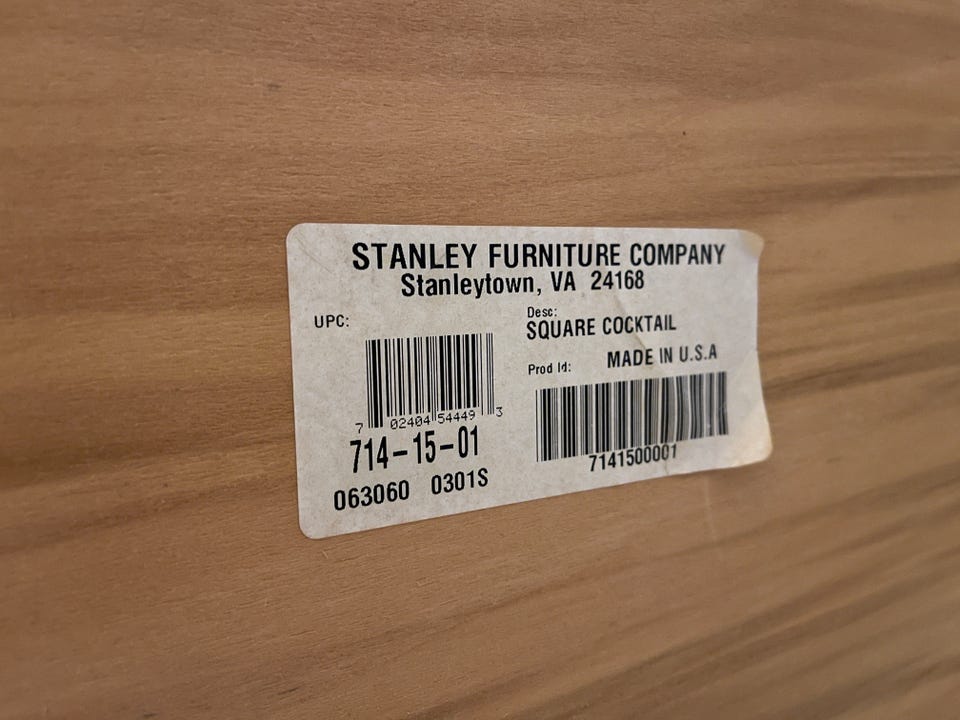 STANLEY FURNITURE COMPANY
Stanleytown, VA 24168
UPC:
7 02404 54449 3
714-15-01
063060 0301S
Desc:
SQUARE COCKTAIL
Prod Id: MADE IN U.S.A
7141500001